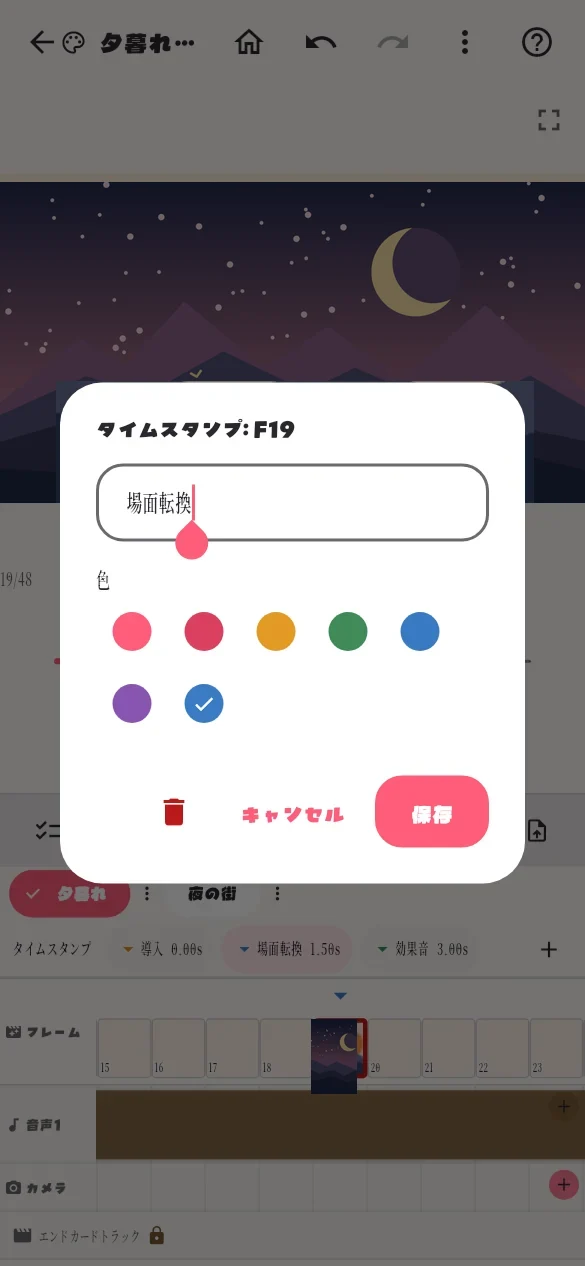 夕暮れ…
タイムスタンプ: F19
場面転換
19/48
色
キャンセル
保存
夕暮れ
夜の街
タイムスタンプ
導入 0.00s
場面転換 1.50s
効果音 3.00s
フレーム
15
16
17
18
20
21
22
23
音声1
カメラ
エンドカードトラック